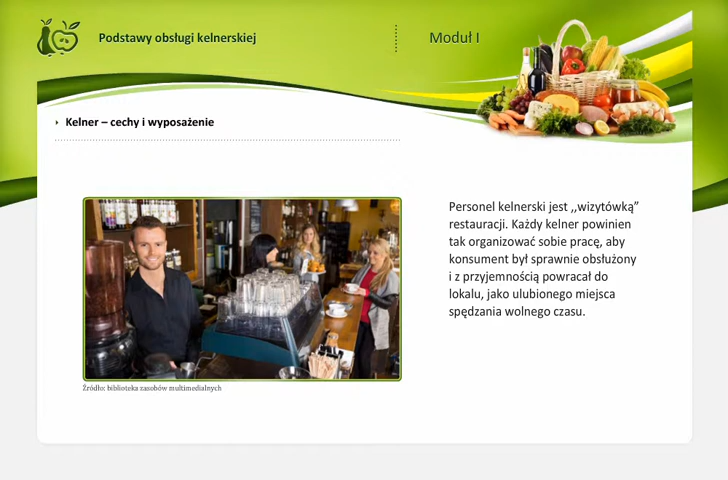 Podstawy obsługi kelnerskiej
Moduł I
Kelner – cechy i wyposażenie
Personel kelnerski jest ,,wizytówką”
restauracji. Każdy kelner powinien
tak organizować sobie pracę, aby
konsument był sprawnie obsłużony
i z przyjemnością powracał do
lokalu, jako ulubionego miejsca
spędzania wolnego czasu.
Źródło: biblioteka zasobów multimedialnych